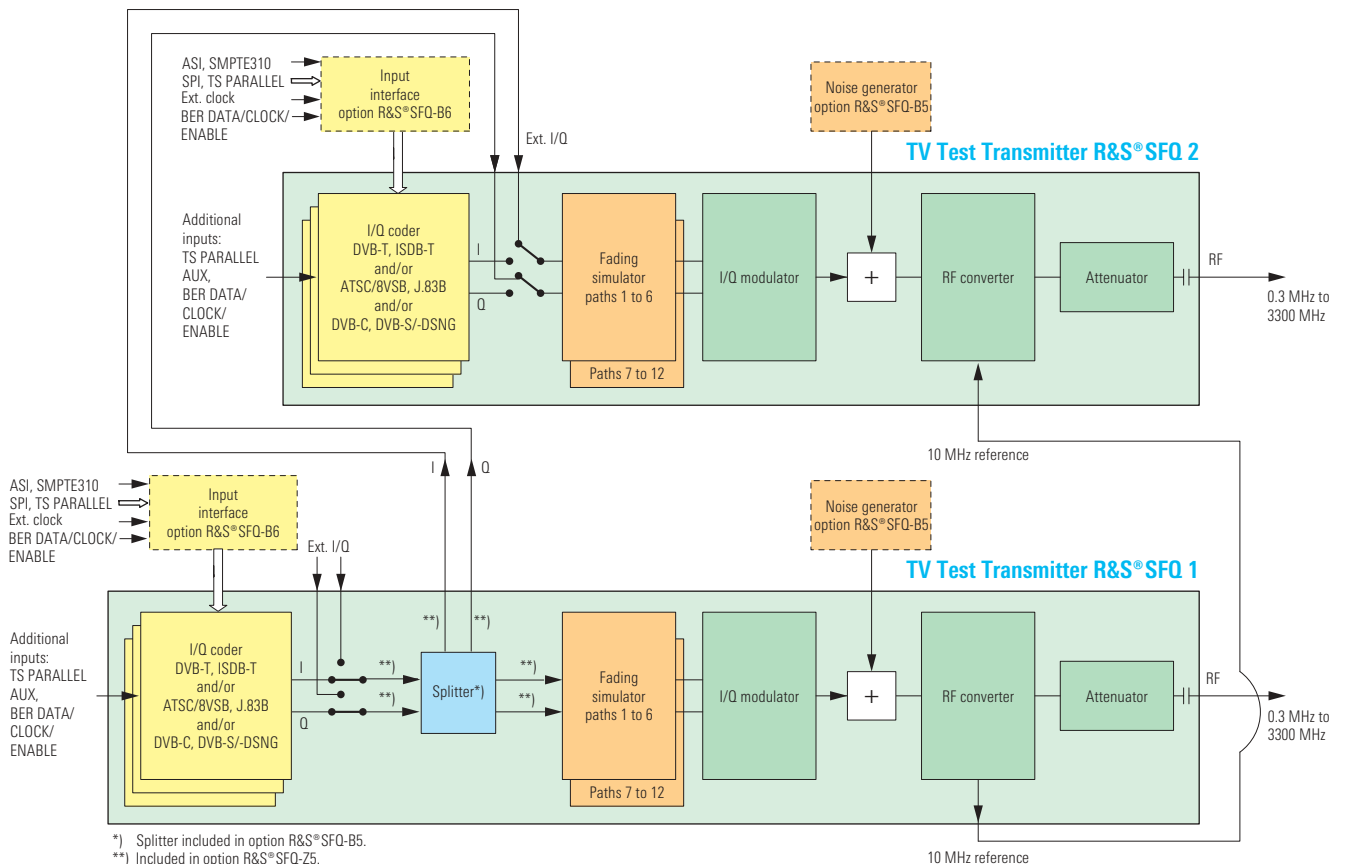 ASI, SMPTE310
SPI, TS PARALLEL
Ext. clock
BER DATA/CLOCK/
ENABLE
Input
interface
option R&S®SFQ-B6
Ext. I/Q
Noise generator
option R&S®SFQ-B5
TV Test Transmitter R&S®SFQ 2
Additional
inputs:
TS PARALLEL
AUX,
BER DATA/
CLOCK/
ENABLE
I/Q coder
DVB-T, ISDB-T
and/or
ATSC/8VSB, J.83B
and/or
DVB-C, DVB-S/-DSNG
I
Q
Fading
simulator
paths 1 to 6
Paths 7 to 12
I/Q modulator
+
RF converter
Attenuator
RF
0.3 MHz to
3300 MHz
10 MHz reference
I
Q
ASI, SMPTE310
SPI, TS PARALLEL
Ext. clock
BER DATA/CLOCK/
ENABLE
Input
interface
option R&S®SFQ-B6
Ext. I/Q
Noise generator
option R&S®SFQ-B5
TV Test Transmitter R&S®SFQ 1
Additional
inputs:
TS PARALLEL
AUX,
BER DATA/
CLOCK/
ENABLE
I/Q coder
DVB-T, ISDB-T
and/or
ATSC/8VSB, J.83B
and/or
DVB-C, DVB-S/-DSNG
I
Q
**)
**)
**)
**)
Splitter*)
**)
**)
Fading
simulator
paths 1 to 6
Paths 7 to 12
I/Q modulator
+
RF converter
Attenuator
RF
0.3 MHz to
3300 MHz
10 MHz reference
*) Splitter included in option R&S®SFQ-B5.
**) Included in option R&S®SFQ-Z5.